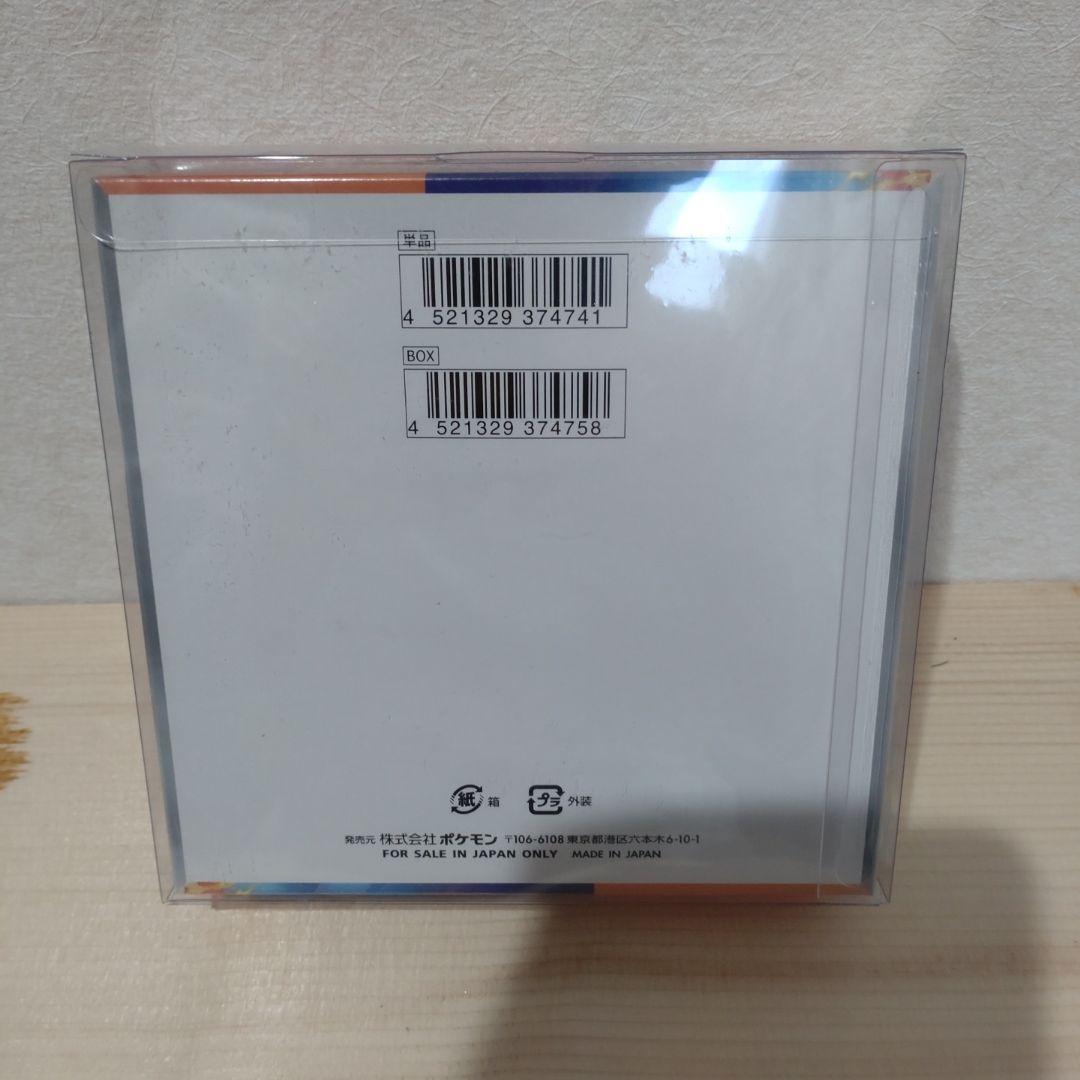 単品
4 521329 374741
BOX
4 521329 374758
紙 箱 プラ 外装
発売元 株式会社ポケモン 〒106-6108 東京都港区六本木6-10-1
FOR SALE IN JAPAN ONLY MADE IN JAPAN